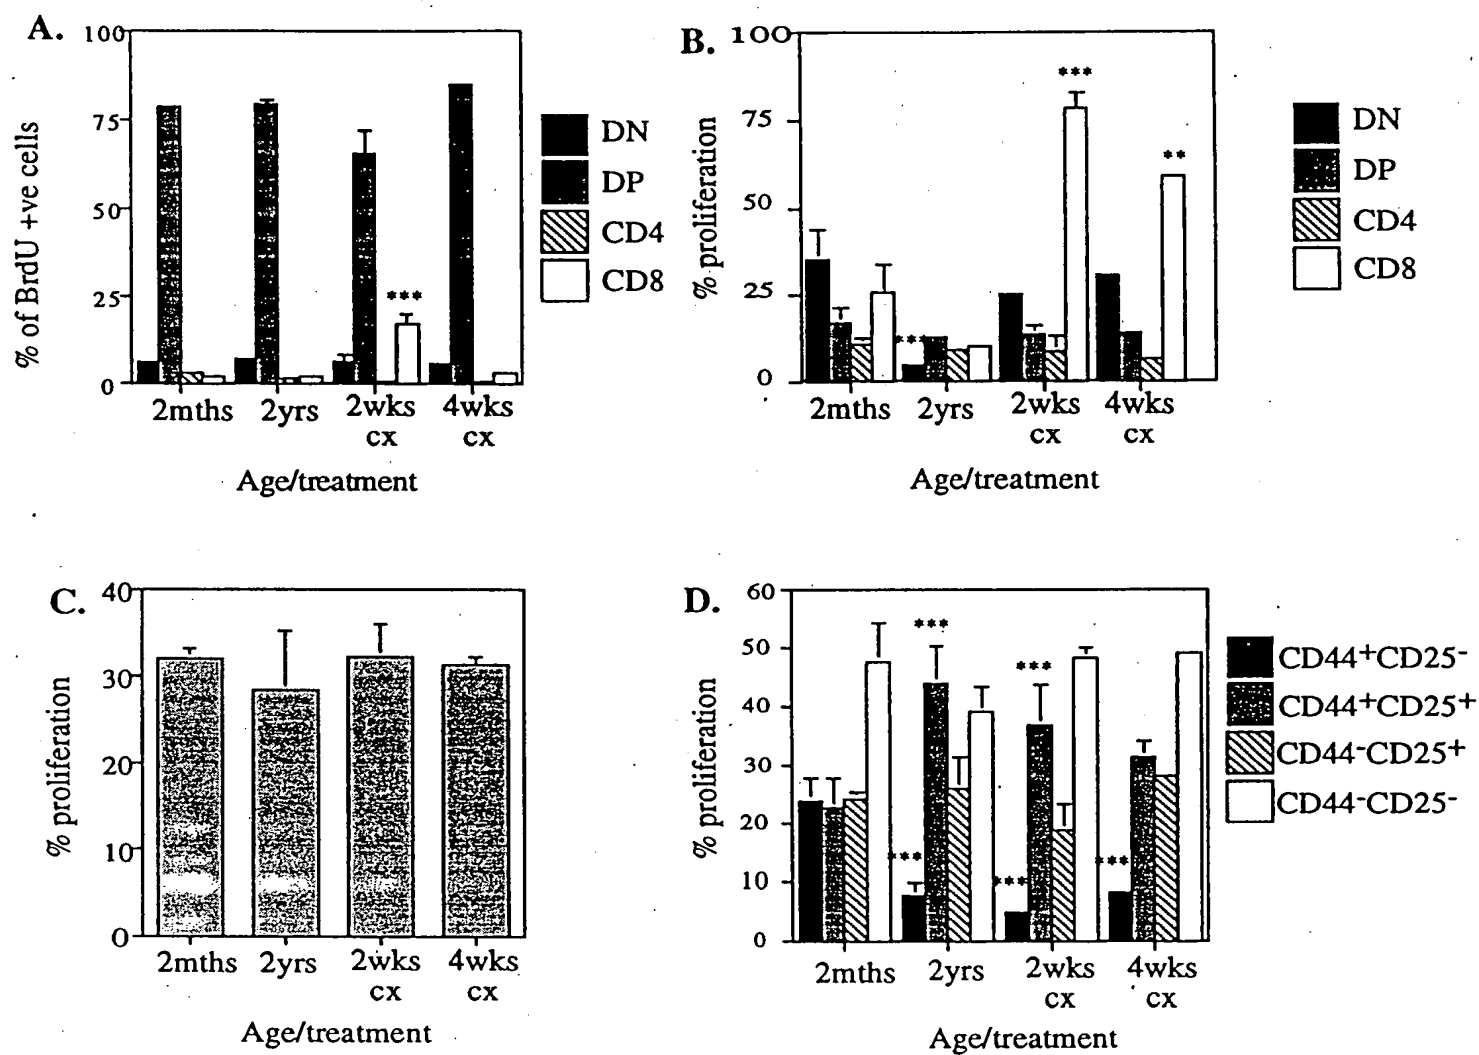 A.
% of BrdU +ve cells
100
75
50
25
0
***
2mths 2yrs 2wks cx 4wks cx
Age/treatment
DN
DP
CD4
CD8
B.
% proliferation
100
75
50
25
0
***
***
**
2mths 2yrs 2wks cx 4wks cx
Age/treatment
DN
DP
CD4
CD8
C.
% proliferation
40
30
20
10
0
2mths 2yrs 2wks cx 4wks cx
Age/treatment
D.
% proliferation
60
50
40
30
20
10
0
***
***
***
***
***
2mths 2yrs 2wks cx 4wks cx
Age/treatment
CD44+CD25-
CD44+CD25+
CD44-CD25+
CD44-CD25-